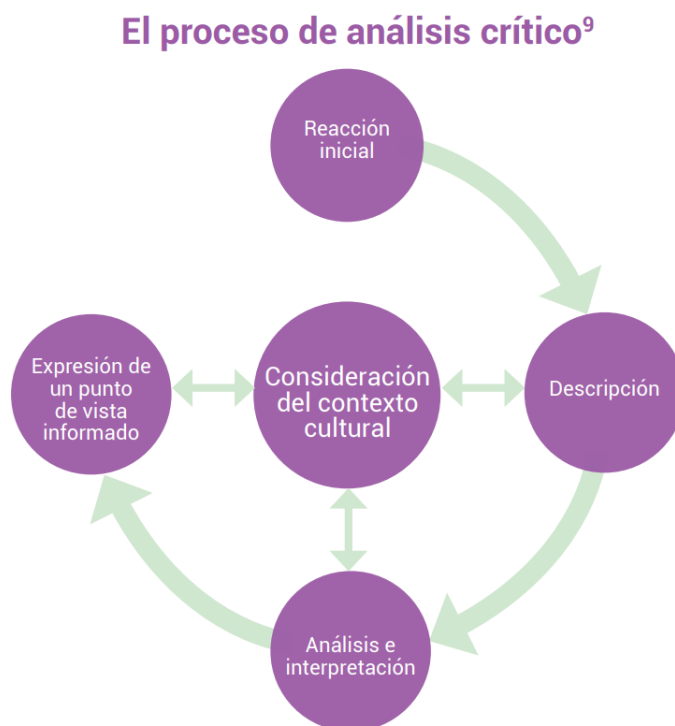 El proceso de análisis crítico⁹
Reacción
inicial
Expresión de
un punto
de vista
informado
Consideración
del contexto
cultural
Descripción
Análisis e
interpretación